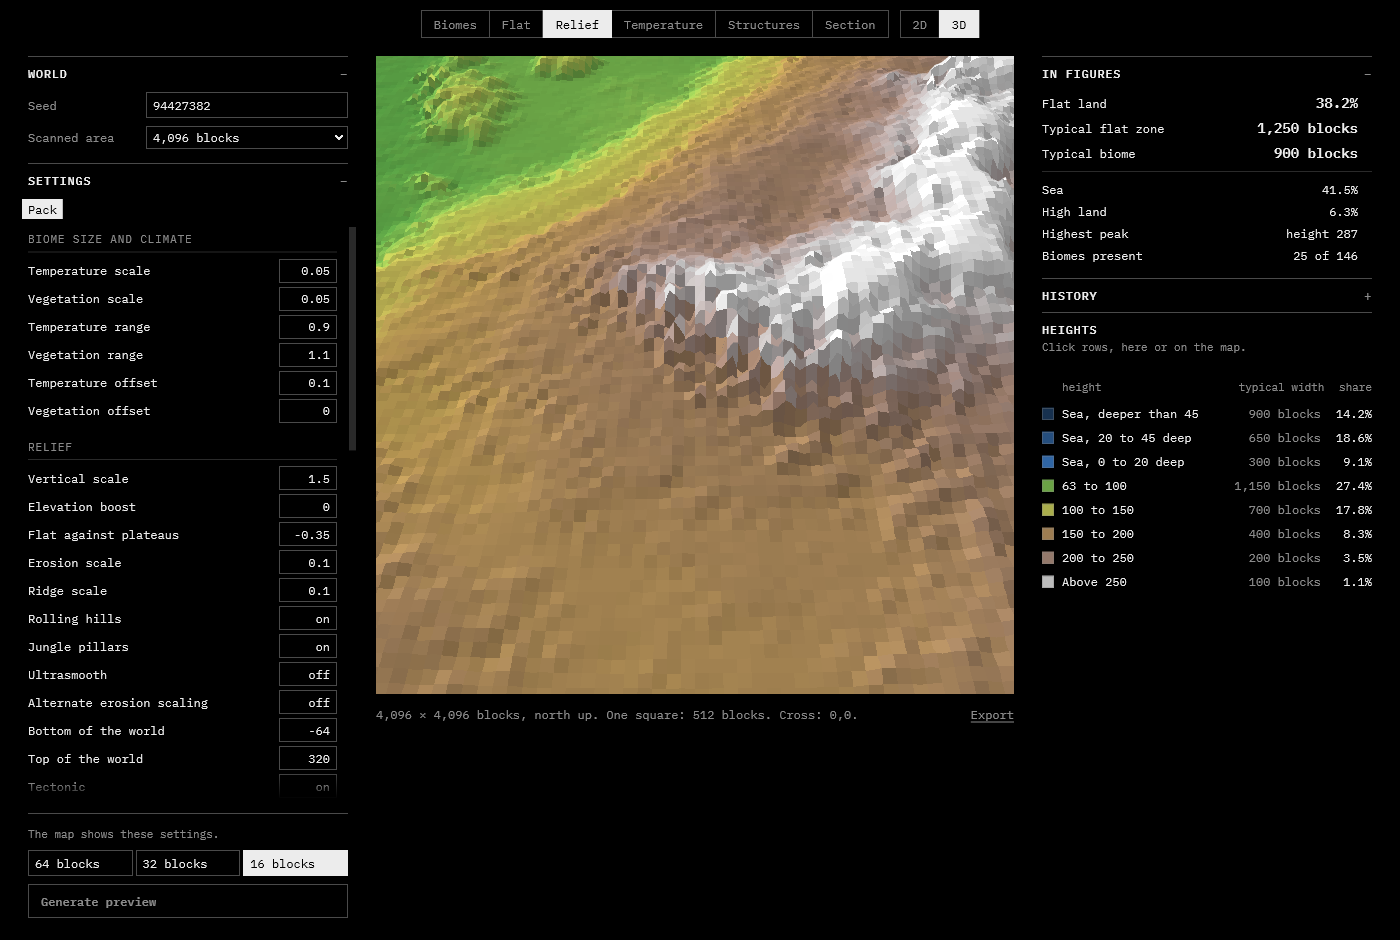 Biomes Flat Relief Temperature Structures Section 2D 3D
WORLD −
Seed 94427382
Scanned area 4,096 blocks
SETTINGS −
Pack
BIOME SIZE AND CLIMATE
Temperature scale 0.05
Vegetation scale 0.05
Temperature range 0.9
Vegetation range 1.1
Temperature offset 0.1
Vegetation offset 0
RELIEF
Vertical scale 1.5
Elevation boost 0
Flat against plateaus -0.35
Erosion scale 0.1
Ridge scale 0.1
Rolling hills on
Jungle pillars on
Ultrasmooth off
Alternate erosion scaling off
Bottom of the world -64
Top of the world 320
Tectonic on
The map shows these settings.
64 blocks 32 blocks 16 blocks
Generate preview
4,096 × 4,096 blocks, north up. One square: 512 blocks. Cross: 0,0. Export
IN FIGURES −
Flat land 38.2%
Typical flat zone 1,250 blocks
Typical biome 900 blocks
Sea 41.5%
High land 6.3%
Highest peak height 287
Biomes present 25 of 146
HISTORY +
HEIGHTS
Click rows, here or on the map.
height typical width share
Sea, deeper than 45 900 blocks 14.2%
Sea, 20 to 45 deep 650 blocks 18.6%
Sea, 0 to 20 deep 300 blocks 9.1%
63 to 100 1,150 blocks 27.4%
100 to 150 700 blocks 17.8%
150 to 200 400 blocks 8.3%
200 to 250 200 blocks 3.5%
Above 250 100 blocks 1.1%